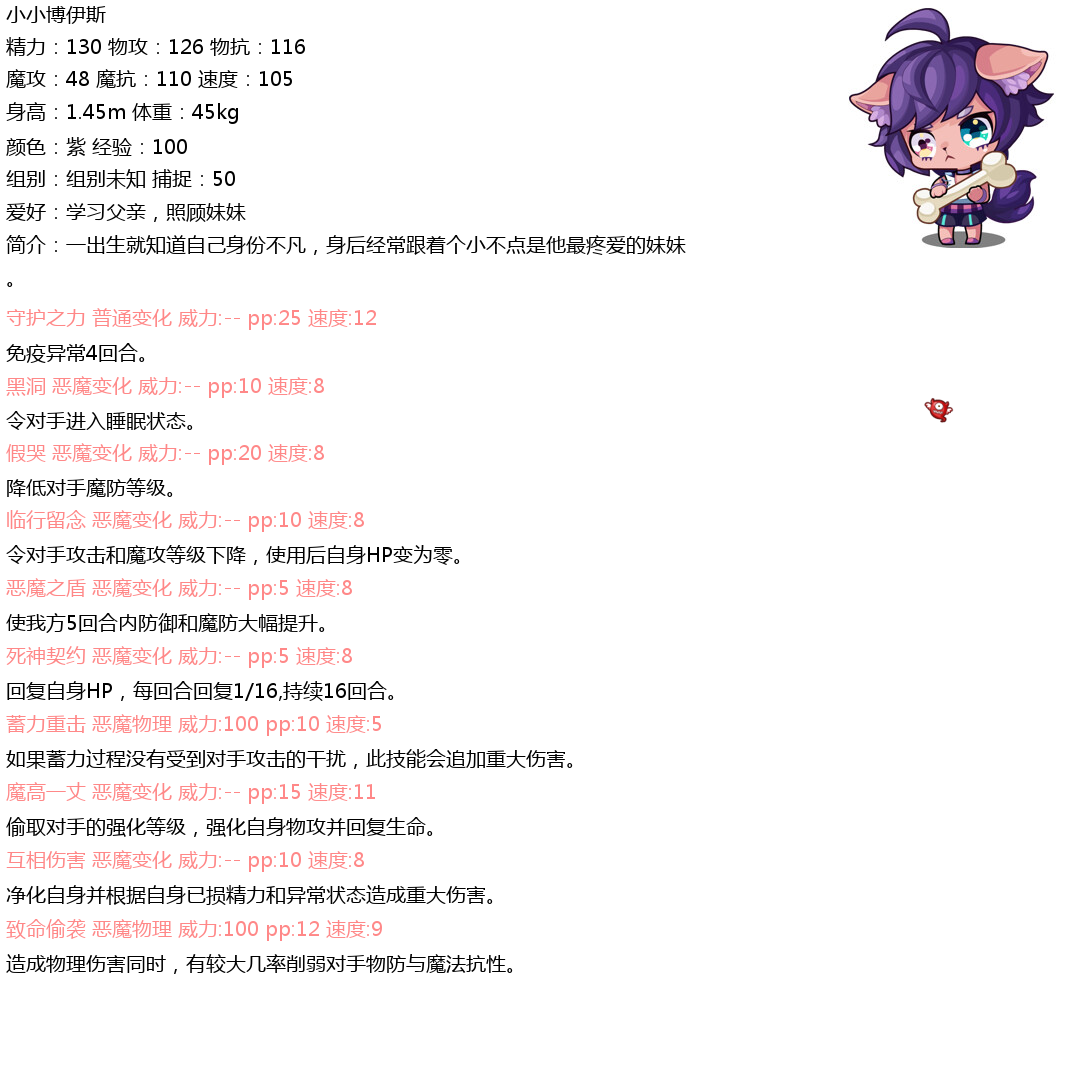 小小博伊斯
精力：130 物攻：126 物抗：116
魔攻：48 魔抗：110 速度：105
身高：1.45m 体重：45kg
颜色：紫 经验：100
组别：组别未知 捕捉：50
爱好：学习父亲，照顾妹妹
简介：一出生就知道自己身份不凡，身后经常跟着个小不点是他最疼爱的妹妹
。
守护之力 普通变化 威力:-- pp:25 速度:12
免疫异常4回合。
黑洞 恶魔变化 威力:-- pp:10 速度:8
令对手进入睡眠状态。
假哭 恶魔变化 威力:-- pp:20 速度:8
降低对手魔防等级。
临行留念 恶魔变化 威力:-- pp:10 速度:8
令对手攻击和魔攻等级下降，使用后自身HP变为零。
恶魔之盾 恶魔变化 威力:-- pp:5 速度:8
使我方5回合内防御和魔防大幅提升。
死神契约 恶魔变化 威力:-- pp:5 速度:8
回复自身HP，每回合回复1/16,持续16回合。
蓄力重击 恶魔物理 威力:100 pp:10 速度:5
如果蓄力过程没有受到对手攻击的干扰，此技能会追加重大伤害。
魔高一丈 恶魔变化 威力:-- pp:15 速度:11
偷取对手的强化等级，强化自身物攻并回复生命。
互相伤害 恶魔变化 威力:-- pp:10 速度:8
净化自身并根据自身已损精力和异常状态造成重大伤害。
致命偷袭 恶魔物理 威力:100 pp:12 速度:9
造成物理伤害同时，有较大几率削弱对手物防与魔法抗性。